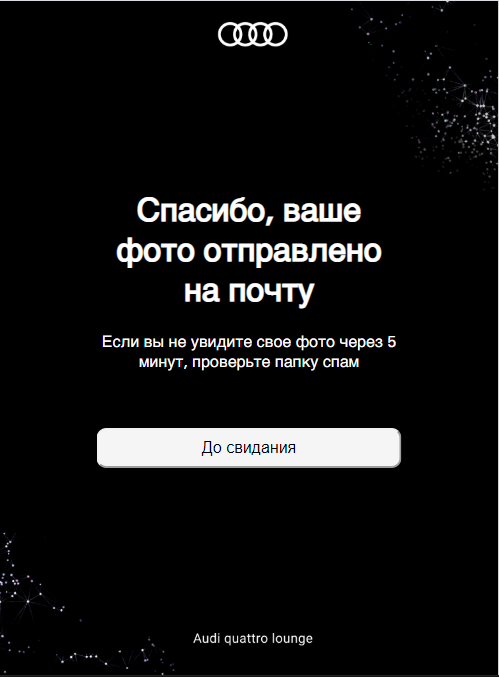 Спасибо, ваше
фото отправлено
на почту
Если вы не увидите свое фото через 5
минут, проверьте папку спам
До свидания
Audi quattro lounge